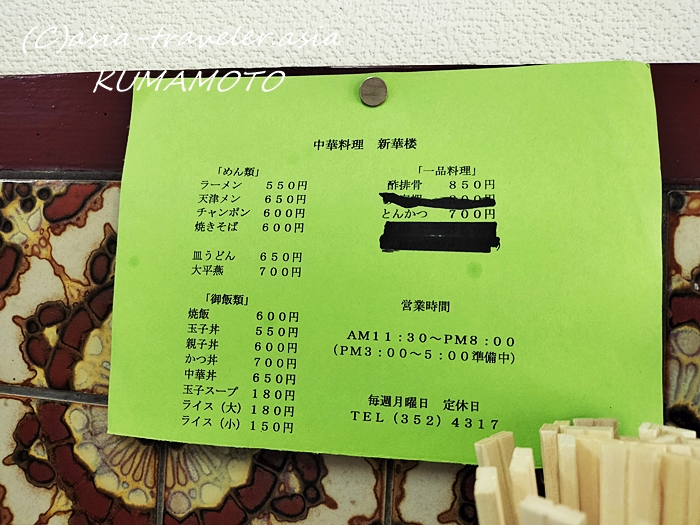 (C)asia-traveler.asia
KUMAMOTO
中華料理　新華楼
「めん類」
ラーメン　５５０円
天津メン　６５０円
チャンポン　６００円
焼きそば　６００円
皿うどん　６５０円
大平燕　７００円
「御飯類」
焼飯　６００円
玉子丼　５５０円
親子丼　６００円
かつ丼　７００円
中華丼　６５０円
玉子スープ　１８０円
ライス（大）１８０円
ライス（小）１５０円
「一品料理」
酢排骨　８５０円
とんかつ　７００円
営業時間
ＡＭ１１：３０～ＰＭ８：００
（ＰＭ３：００～５：００準備中）
毎週月曜日　定休日
ＴＥＬ（３５２）４３１７